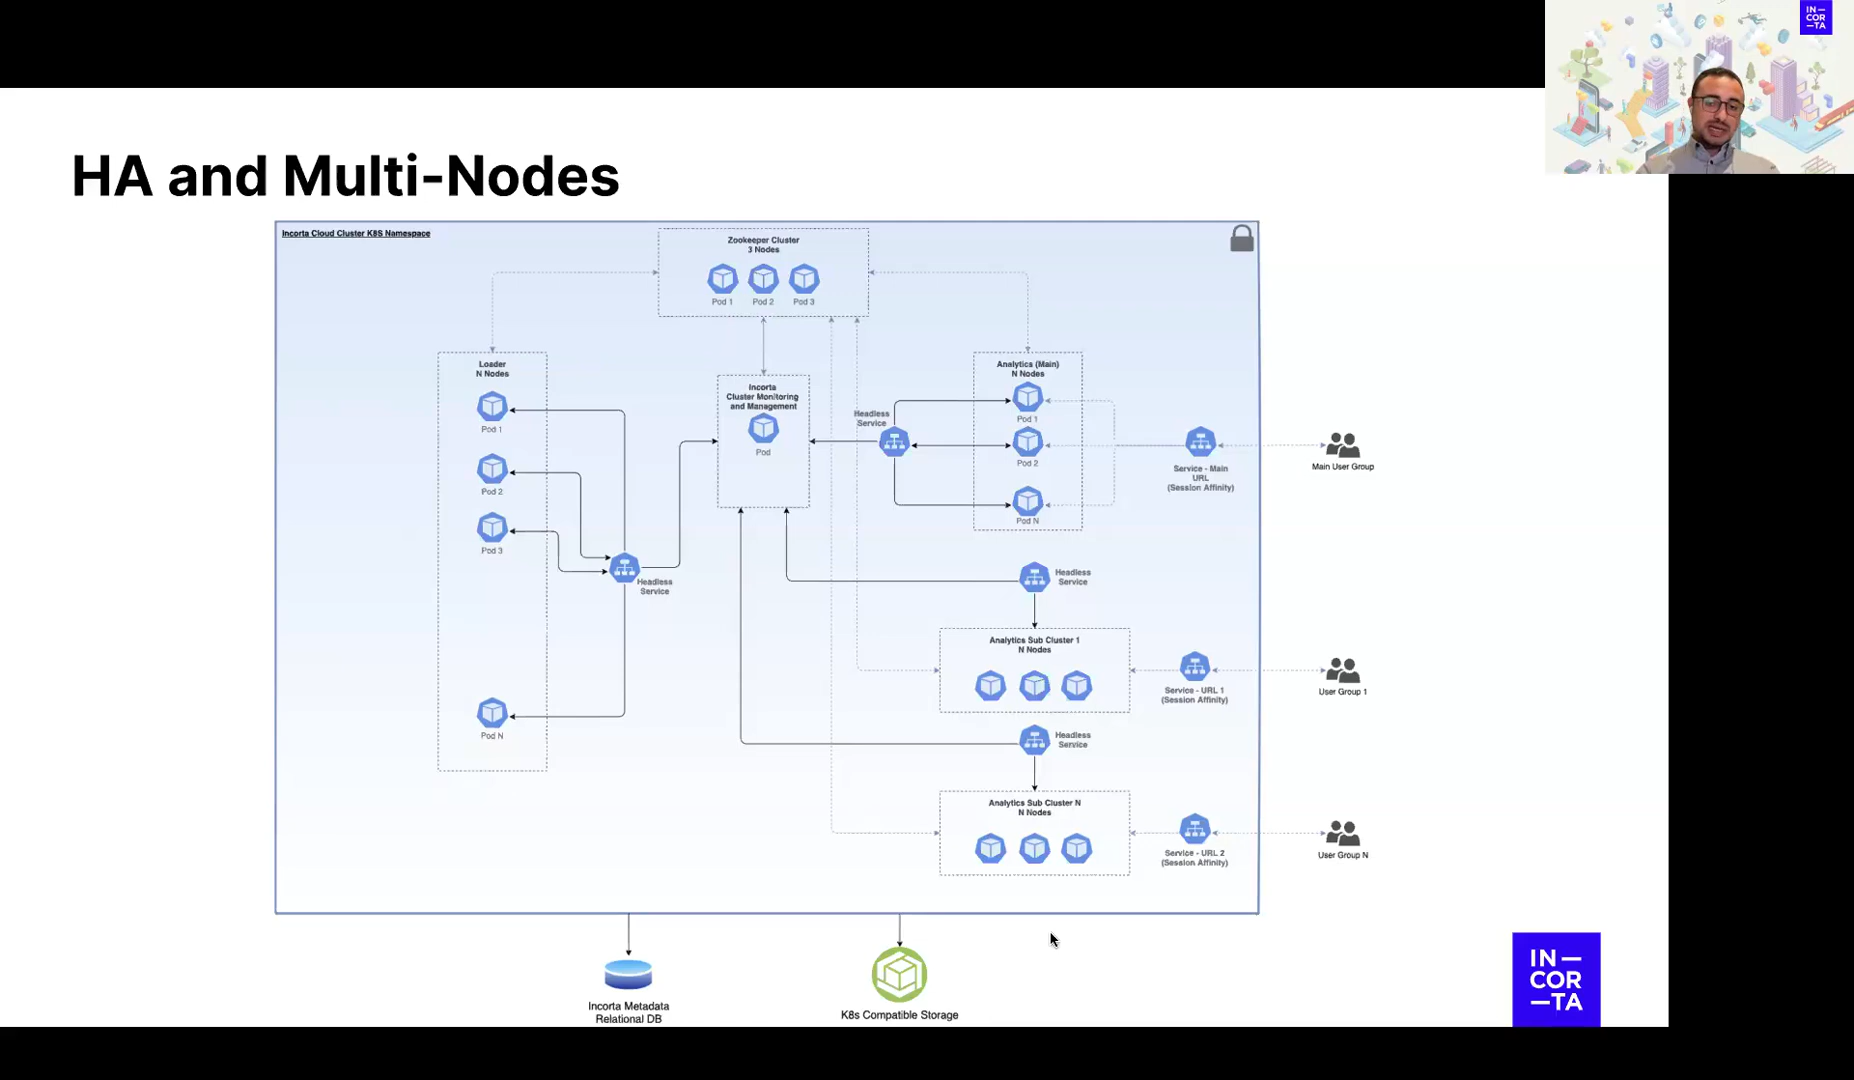 IN
COR
TA
HA and Multi-Nodes
Incorta Cloud Cluster K8S Namespace
Zookeeper Cluster
3 Nodes
Pod 1
Pod 2
Pod 3
Loader
N Nodes
Pod 1
Pod 2
Pod 3
Pod N
Headless
Service
Incorta
Cluster Monitoring
and Management
Pod
Headless
Service
Analytics (Main)
N Nodes
Pod 1
Pod 2
Pod N
Service - Main
URL
(Session Affinity)
Main User Group
Headless
Service
Analytics Sub Cluster 1
N Nodes
Service - URL 1
(Session Affinity)
User Group 1
Headless
Service
Analytics Sub Cluster N
N Nodes
Service - URL 2
(Session Affinity)
User Group N
Incorta Metadata
Relational DB
K8s Compatible Storage
IN
COR
TA